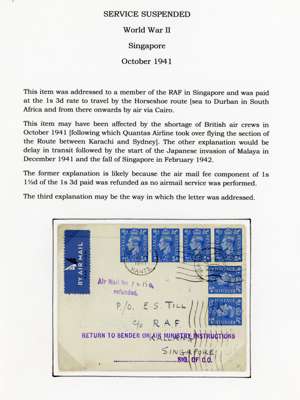 SERVICE SUSPENDED
World War II
Singapore
October 1941
This item was addressed to a member of the RAF in Singapore and was paid
at the 1s 3d rate to travel by the Horseshoe route [sea to Durban in South
Africa and from there onwards by air via Cairo.
This item may have been affected by the shortage of British air crews in
October 1941 [following which Quantas Airline took over flying the section
of the Route between Karachi and Sydney]. The other explanation would be
delay in transit followed by the start of the Japanese invasion of Malaya in
December 1941 and the fall of Singapore in February 1942.
The former explanation is likely because the air mail fee component of 1s
1½d of the 1s 3d paid was refunded as no airmail service was performed.
The third explanation may be the way in which the letter was addressed.
BY AIR MAIL
HANTS
Air Mail
refunded.
P/O. E S TILL
c/o RAF
RETURN TO SENDER ON AIR MINISTRY INSTRUCTIONS
KALLANG
SINGAPORE